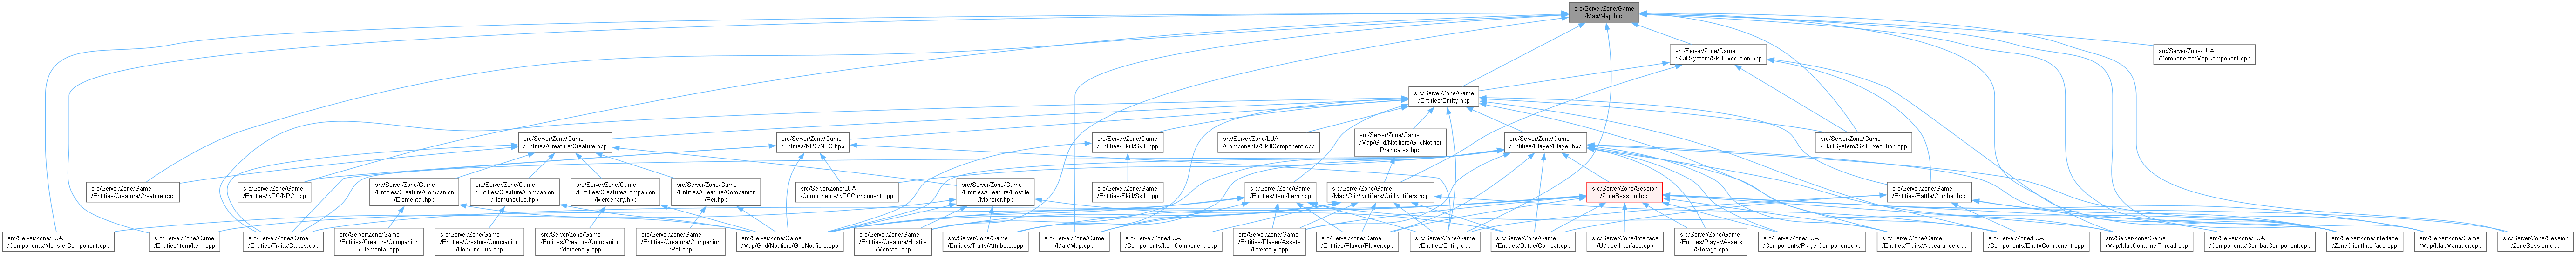 src/Server/Zone/Game
/Map/Map.hpp
src/Server/Zone/Game
/SkillSystem/SkillExecution.hpp
src/Server/Zone/LUA
/Components/MapComponent.cpp
src/Server/Zone/Game
/Entities/Entity.hpp
src/Server/Zone/Game
/Entities/Creature/Creature.hpp
src/Server/Zone/Game
/Entities/NPC/NPC.hpp
src/Server/Zone/Game
/Entities/Skill/Skill.hpp
src/Server/Zone/LUA
/Components/SkillComponent.cpp
src/Server/Zone/Game
/Map/Grid/Notifiers/GridNotifier
Predicates.hpp
src/Server/Zone/Game
/Entities/Player/Player.hpp
src/Server/Zone/Game
/SkillSystem/SkillExecution.cpp
src/Server/Zone/Game
/Entities/Creature/Creature.cpp
src/Server/Zone/Game
/Entities/NPC/NPC.cpp
src/Server/Zone/Game
/Entities/Creature/Companion
/Elemental.hpp
src/Server/Zone/Game
/Entities/Creature/Companion
/Homunculus.hpp
src/Server/Zone/Game
/Entities/Creature/Companion
/Mercenary.hpp
src/Server/Zone/Game
/Entities/Creature/Companion
/Pet.hpp
src/Server/Zone/LUA
/Components/NPCComponent.cpp
src/Server/Zone/Game
/Entities/Creature/Hostile
/Monster.hpp
src/Server/Zone/Game
/Entities/Skill/Skill.cpp
src/Server/Zone/Game
/Entities/Item/Item.hpp
src/Server/Zone/Game
/Map/Grid/Notifiers/GridNotifiers.hpp
src/Server/Zone/Session
/ZoneSession.hpp
src/Server/Zone/Game
/Entities/Battle/Combat.hpp
src/Server/Zone/LUA
/Components/MonsterComponent.cpp
src/Server/Zone/Game
/Entities/Item/Item.cpp
src/Server/Zone/Game
/Entities/Traits/Status.cpp
src/Server/Zone/Game
/Entities/Creature/Companion
/Elemental.cpp
src/Server/Zone/Game
/Entities/Creature/Companion
/Homunculus.cpp
src/Server/Zone/Game
/Entities/Creature/Companion
/Mercenary.cpp
src/Server/Zone/Game
/Entities/Creature/Companion
/Pet.cpp
src/Server/Zone/Game
/Map/Grid/Notifiers/GridNotifiers.cpp
src/Server/Zone/Game
/Entities/Creature/Hostile
/Monster.cpp
src/Server/Zone/Game
/Entities/Traits/Attribute.cpp
src/Server/Zone/Game
/Map/Map.cpp
src/Server/Zone/LUA
/Components/ItemComponent.cpp
src/Server/Zone/Game
/Entities/Player/Assets
/Inventory.cpp
src/Server/Zone/Game
/Entities/Player/Player.cpp
src/Server/Zone/Game
/Entities/Entity.cpp
src/Server/Zone/Game
/Entities/Battle/Combat.cpp
src/Server/Zone/Interface
/UI/UserInterface.cpp
src/Server/Zone/Game
/Entities/Player/Assets
/Storage.cpp
src/Server/Zone/LUA
/Components/PlayerComponent.cpp
src/Server/Zone/Game
/Entities/Traits/Appearance.cpp
src/Server/Zone/LUA
/Components/EntityComponent.cpp
src/Server/Zone/Game
/Map/MapContainerThread.cpp
src/Server/Zone/LUA
/Components/CombatComponent.cpp
src/Server/Zone/Interface
/ZoneClientInterface.cpp
src/Server/Zone/Game
/Map/MapManager.cpp
src/Server/Zone/Session
/ZoneSession.cpp